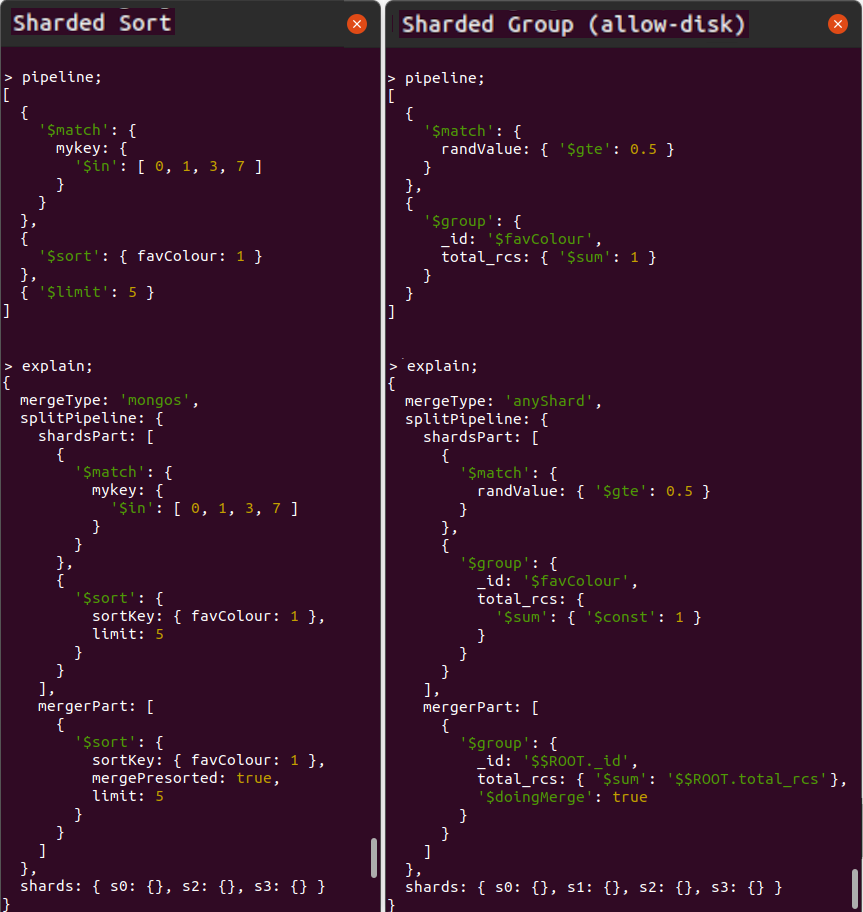 Sharded Sort
> pipeline;
[
  {
    '$match': {
      mykey: {
        '$in': [ 0, 1, 3, 7 ]
      }
    }
  },
  {
    '$sort': { favColour: 1 }
  },
  { '$limit': 5 }
]
> explain;
{
  mergeType: 'mongos',
  splitPipeline: {
    shardsPart: [
      {
        '$match': {
          mykey: {
            '$in': [ 0, 1, 3, 7 ]
          }
        }
      },
      {
        '$sort': {
          sortKey: { favColour: 1 },
          limit: 5
        }
      }
    ],
    mergerPart: [
      {
        '$sort': {
          sortKey: { favColour: 1 },
          mergePresorted: true,
          limit: 5
        }
      }
    ]
  },
  shards: { s0: {}, s2: {}, s3: {} }
}
Sharded Group (allow-disk)
> pipeline;
[
  {
    '$match': {
      randValue: { '$gte': 0.5 }
    }
  },
  {
    '$group': {
      _id: '$favColour',
      total_rcs: { '$sum': 1 }
    }
  }
]
> explain;
{
  mergeType: 'anyShard',
  splitPipeline: {
    shardsPart: [
      {
        '$match': {
          randValue: { '$gte': 0.5 }
        }
      },
      {
        '$group': {
          _id: '$favColour',
          total_rcs: {
            '$sum': { '$const': 1 }
          }
        }
      }
    ],
    mergerPart: [
      {
        '$group': {
          _id: '$$ROOT._id',
          total_rcs: { '$sum': '$$ROOT.total_rcs'},
          '$doingMerge': true
        }
      }
    ]
  },
  shards: { s0: {}, s1: {}, s2: {}, s3: {} }
}